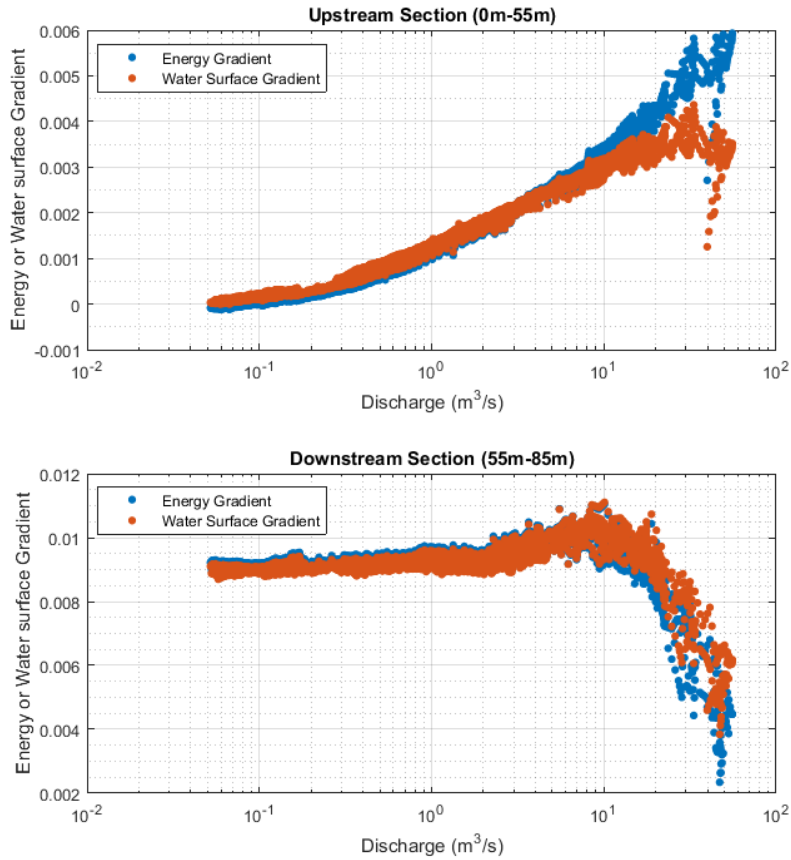 Upstream Section (0m-55m)
Energy or Water surface Gradient
0.006
0.005
0.004
0.003
0.002
0.001
0
-0.001
Energy Gradient
Water Surface Gradient
10⁻² 10⁻¹ 10⁰ 10¹ 10²
Discharge (m³/s)
Downstream Section (55m-85m)
Energy or Water surface Gradient
0.012
0.01
0.008
0.006
0.004
0.002
Energy Gradient
Water Surface Gradient
10⁻² 10⁻¹ 10⁰ 10¹ 10²
Discharge (m³/s)